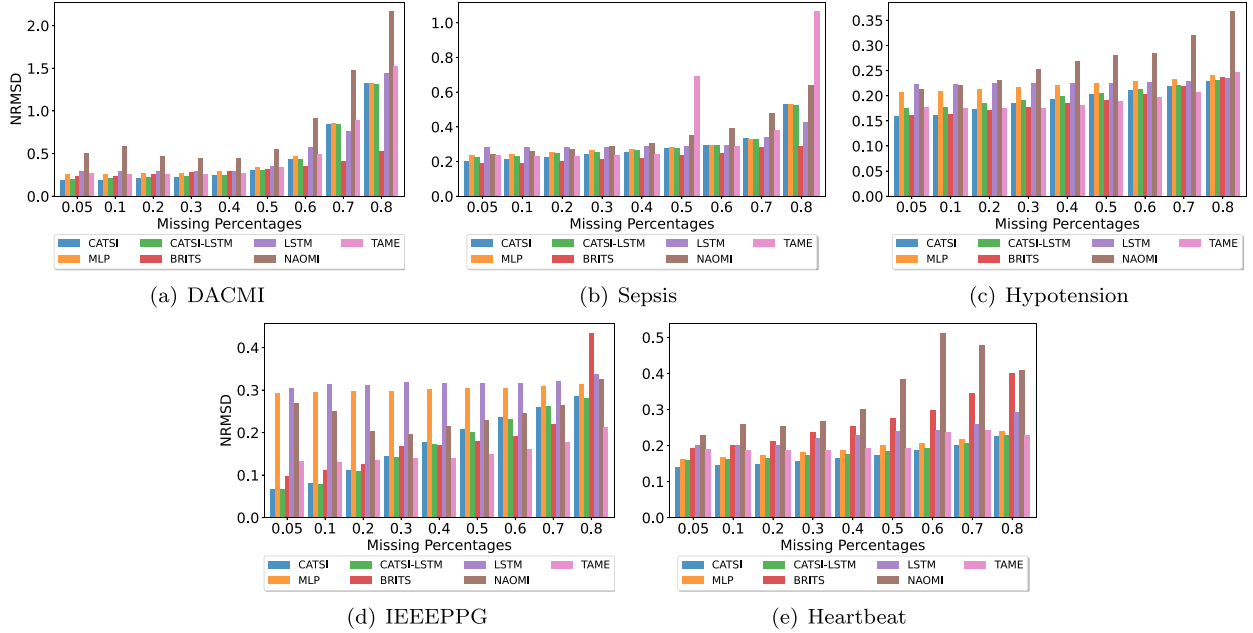 NRMSD
2.0
1.5
1.0
0.5
0.0
0.05 0.1 0.2 0.3 0.4 0.5 0.6 0.7 0.8
Missing Percentages
CATSI CATSI-LSTM LSTM TAME
MLP BRITS NAOMI
(a) DACMI
1.0
0.8
0.6
0.4
0.2
0.0
0.05 0.1 0.2 0.3 0.4 0.5 0.6 0.7 0.8
Missing Percentages
CATSI CATSI-LSTM LSTM TAME
MLP BRITS NAOMI
(b) Sepsis
0.35
0.30
0.25
0.20
0.15
0.10
0.05
0.00
0.05 0.1 0.2 0.3 0.4 0.5 0.6 0.7 0.8
Missing Percentages
CATSI CATSI-LSTM LSTM TAME
MLP BRITS NAOMI
(c) Hypotension
NRMSD
0.4
0.3
0.2
0.1
0.0
0.05 0.1 0.2 0.3 0.4 0.5 0.6 0.7 0.8
Missing Percentages
CATSI CATSI-LSTM LSTM TAME
MLP BRITS NAOMI
(d) IEEEPPG
0.5
0.4
0.3
0.2
0.1
0.0
0.05 0.1 0.2 0.3 0.4 0.5 0.6 0.7 0.8
Missing Percentages
CATSI CATSI-LSTM LSTM TAME
MLP BRITS NAOMI
(e) Heartbeat